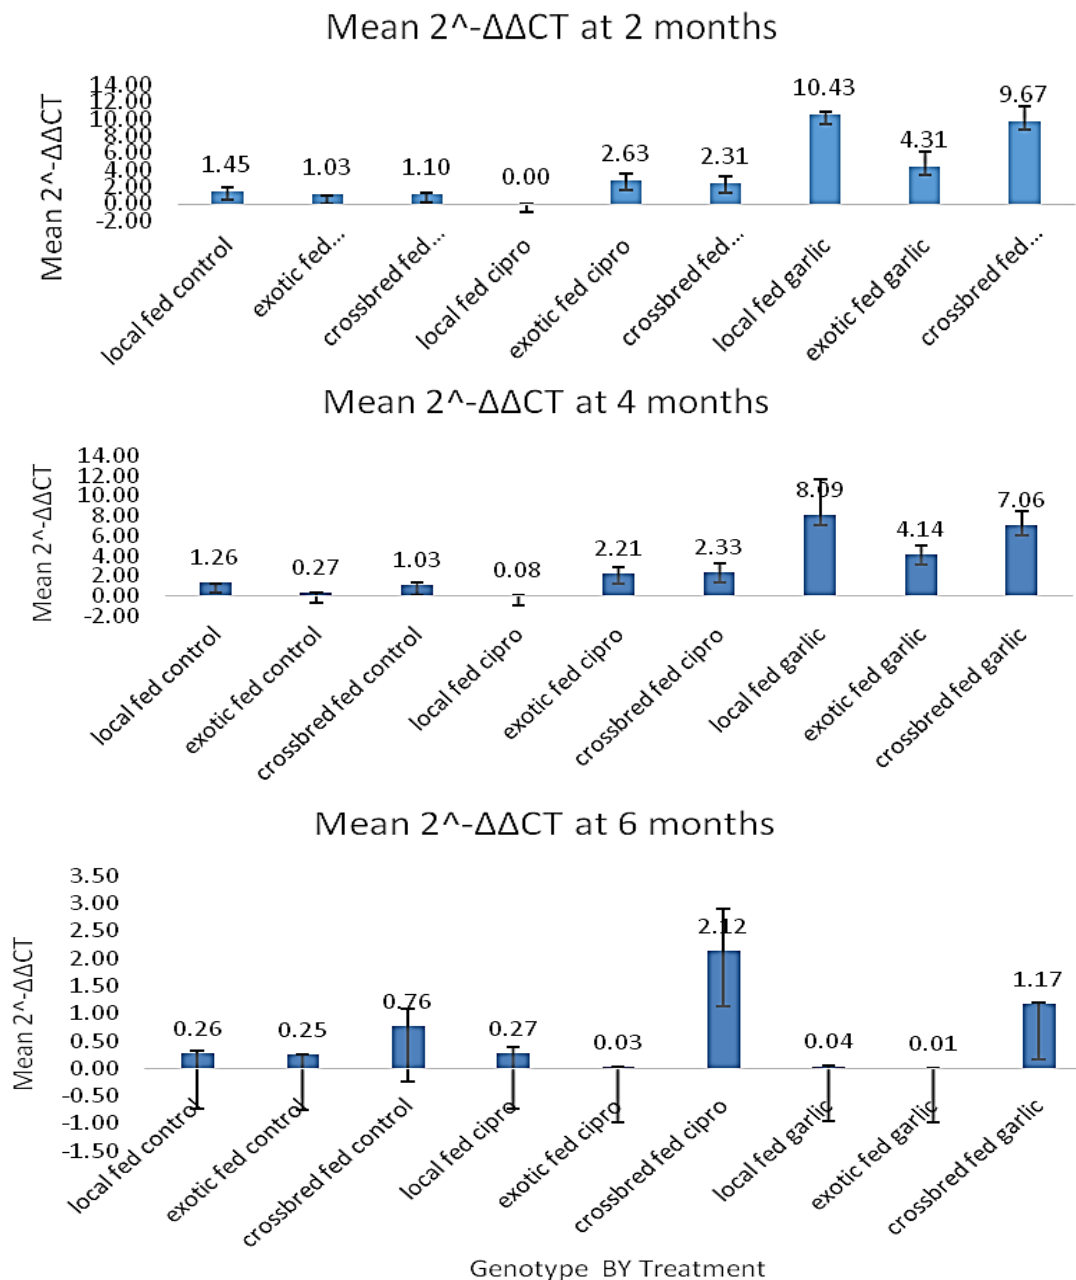 Mean 2^-ΔΔCT at 2 months
Mean 2^-ΔΔCT
14.00
12.00
10.00
8.00
6.00
4.00
2.00
0.00
-2.00
1.45
1.03
1.10
0.00
2.63
2.31
10.43
4.31
9.67
local fed control
exotic fed...
crossbred fed...
local fed cipro
exotic fed cipro
crossbred fed...
local fed garlic
exotic fed garlic
crossbred fed...
Mean 2^-ΔΔCT at 4 months
Mean 2^-ΔΔCT
14.00
12.00
10.00
8.00
6.00
4.00
2.00
0.00
-2.00
1.26
0.27
1.03
0.08
2.21
2.33
8.09
4.14
7.06
local fed control
exotic fed control
crossbred fed control
local fed cipro
exotic fed cipro
crossbred fed cipro
local fed garlic
exotic fed garlic
crossbred fed garlic
Mean 2^-ΔΔCT at 6 months
Mean 2^-ΔΔCT
3.50
3.00
2.50
2.00
1.50
1.00
0.50
0.00
-0.50
-1.00
-1.50
0.26
0.25
0.76
0.27
0.03
2.12
0.04
0.01
1.17
local fed control
exotic fed control
crossbred fed control
local fed cipro
exotic fed cipro
crossbred fed cipro
local fed garlic
exotic fed garlic
crossbred fed garlic
Genotype BY Treatment